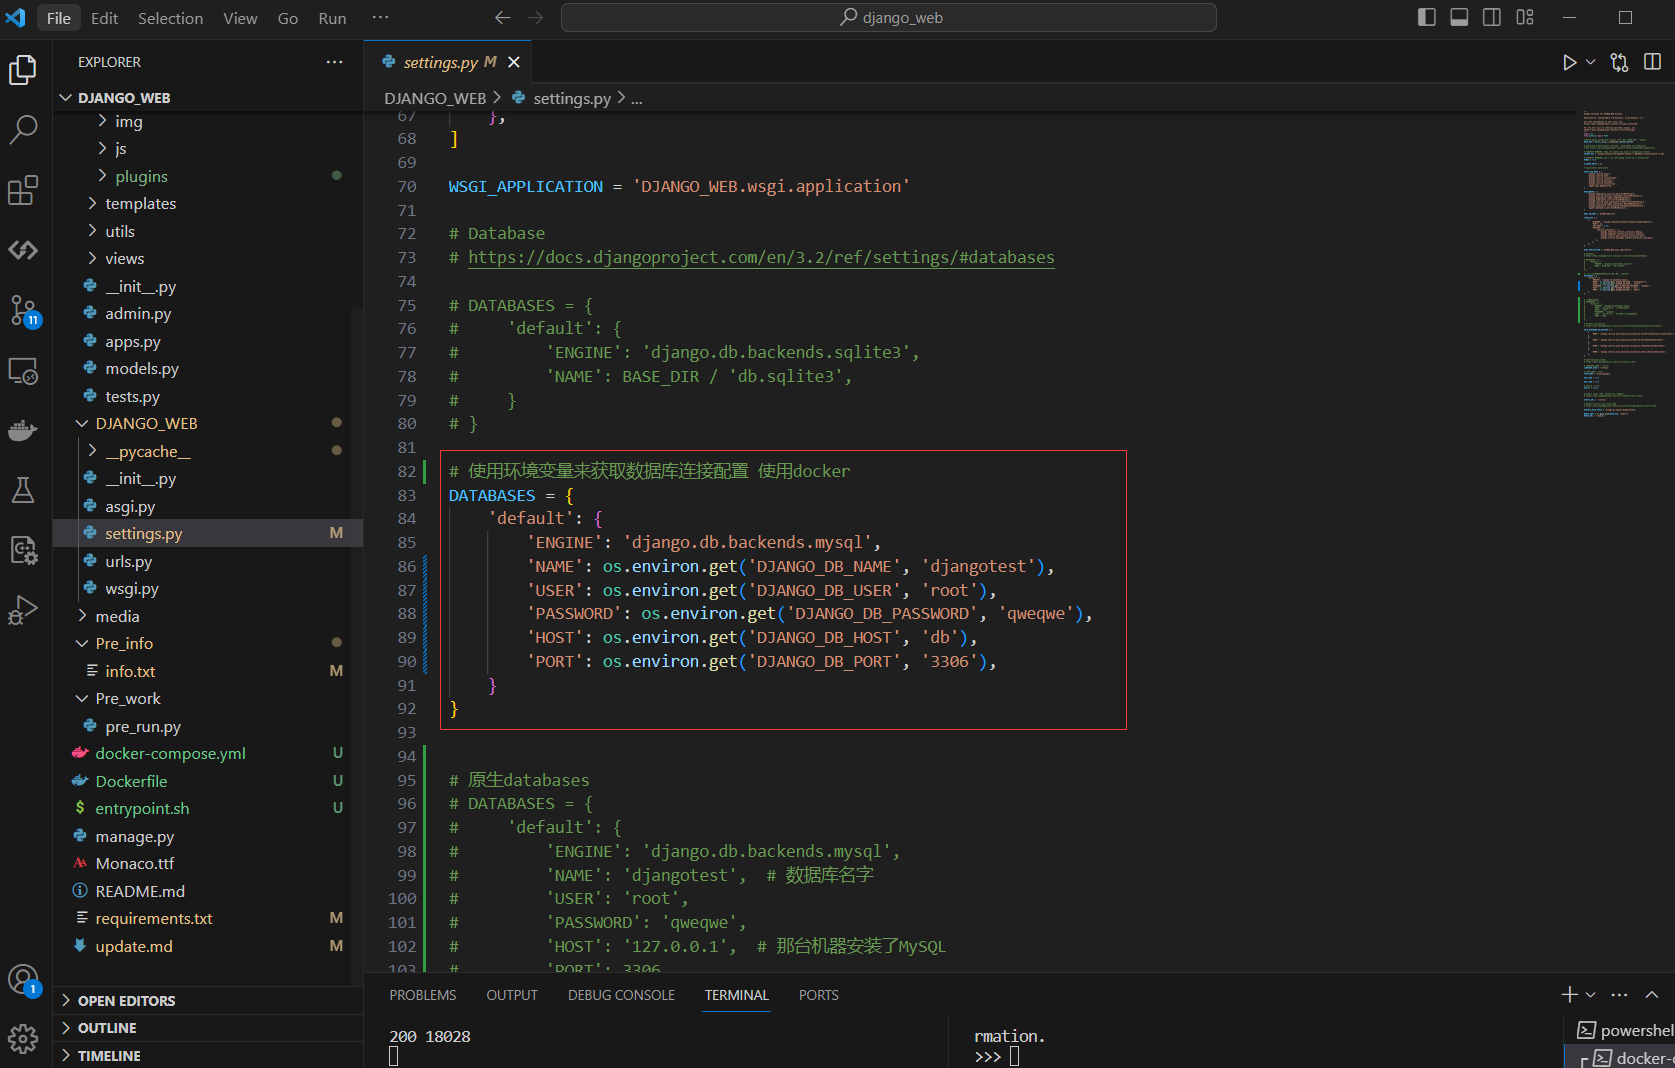 File Edit Selection View Go Run ···
django_web
EXPLORER ···
DJANGO_WEB
img
js
plugins
templates
utils
views
__init__.py
admin.py
apps.py
models.py
tests.py
DJANGO_WEB
__pycache__
__init__.py
asgi.py
settings.py M
urls.py
wsgi.py
media
Pre_info
info.txt M
Pre_work
pre_run.py
docker-compose.yml U
Dockerfile U
$ entrypoint.sh U
manage.py
Monaco.ttf
README.md
requirements.txt M
update.md M
OPEN EDITORS
OUTLINE
TIMELINE
11
1
settings.py M
DJANGO_WEB > settings.py > ...
67 },
68 ]
69
70 WSGI_APPLICATION = 'DJANGO_WEB.wsgi.application'
71
72 # Database
73 # https://docs.djangoproject.com/en/3.2/ref/settings/#databases
74
75 # DATABASES = {
76 #     'default': {
77 #         'ENGINE': 'django.db.backends.sqlite3',
78 #         'NAME': BASE_DIR / 'db.sqlite3',
79 #     }
80 # }
81
82 # 使用环境变量来获取数据库连接配置 使用docker
83 DATABASES = {
84     'default': {
85         'ENGINE': 'django.db.backends.mysql',
86         'NAME': os.environ.get('DJANGO_DB_NAME', 'djangotest'),
87         'USER': os.environ.get('DJANGO_DB_USER', 'root'),
88         'PASSWORD': os.environ.get('DJANGO_DB_PASSWORD', 'qweqwe'),
89         'HOST': os.environ.get('DJANGO_DB_HOST', 'db'),
90         'PORT': os.environ.get('DJANGO_DB_PORT', '3306'),
91     }
92 }
93
94
95 # 原生databases
96 # DATABASES = {
97 #     'default': {
98 #         'ENGINE': 'django.db.backends.mysql',
99 #         'NAME': 'djangotest',  # 数据库名字
100 #         'USER': 'root',
101 #         'PASSWORD': 'qweqwe',
102 #         'HOST': '127.0.0.1',  # 那台机器安装了MySQL
103 #         'PORT': 3306
PROBLEMS OUTPUT DEBUG CONSOLE TERMINAL PORTS
200 18028
rmation.
>>>
powershell
docker-c